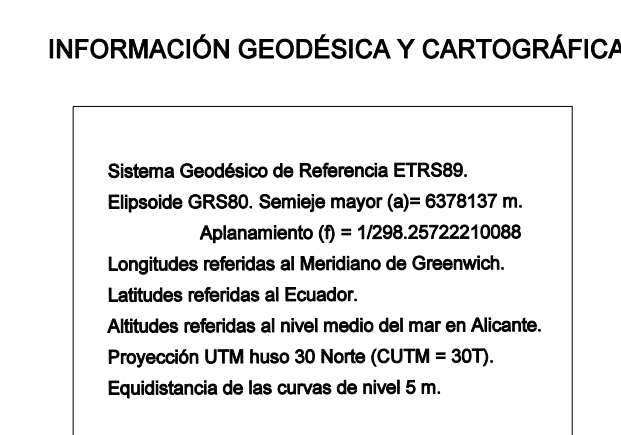 INFORMACIÓN GEODÉSICA Y CARTOGRÁFICA
Sistema Geodésico de Referencia ETRS89.
Elipsoide GRS80. Semieje mayor (a)= 6378137 m.
Aplanamiento (f) = 1/298.25722210088
Longitudes referidas al Meridiano de Greenwich.
Latitudes referidas al Ecuador.
Altitudes referidas al nivel medio del mar en Alicante.
Proyección UTM huso 30 Norte (CUTM = 30T).
Equidistancia de las curvas de nivel 5 m.